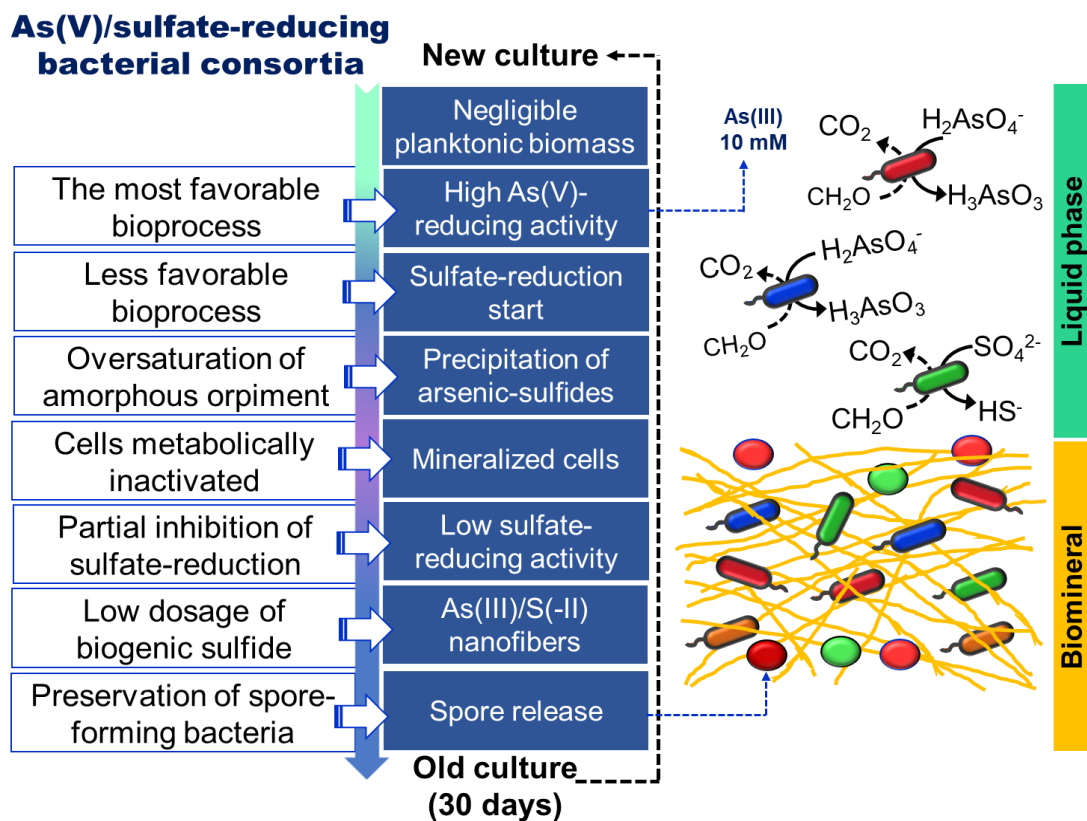 As(V)/sulfate-reducing
bacterial consortia
New culture
Negligible
planktonic biomass
The most favorable
bioprocess
High As(V)-
reducing activity
Less favorable
bioprocess
Sulfate-reduction
start
Oversaturation of
amorphous orpiment
Precipitation of
arsenic-sulfides
Cells metabolically
inactivated
Mineralized cells
Partial inhibition of
sulfate-reduction
Low sulfate-
reducing activity
Low dosage of
biogenic sulfide
As(III)/S(-II)
nanofibers
Preservation of spore-
forming bacteria
Spore release
Old culture
(30 days)
As(III)
10 mM
CO₂
H₂AsO₄⁻
CH₂O
H₃AsO₃
CO₂
H₂AsO₄⁻
CH₂O
H₃AsO₃
CO₂
SO₄²⁻
CH₂O
HS⁻
Liquid phase
Biomineral